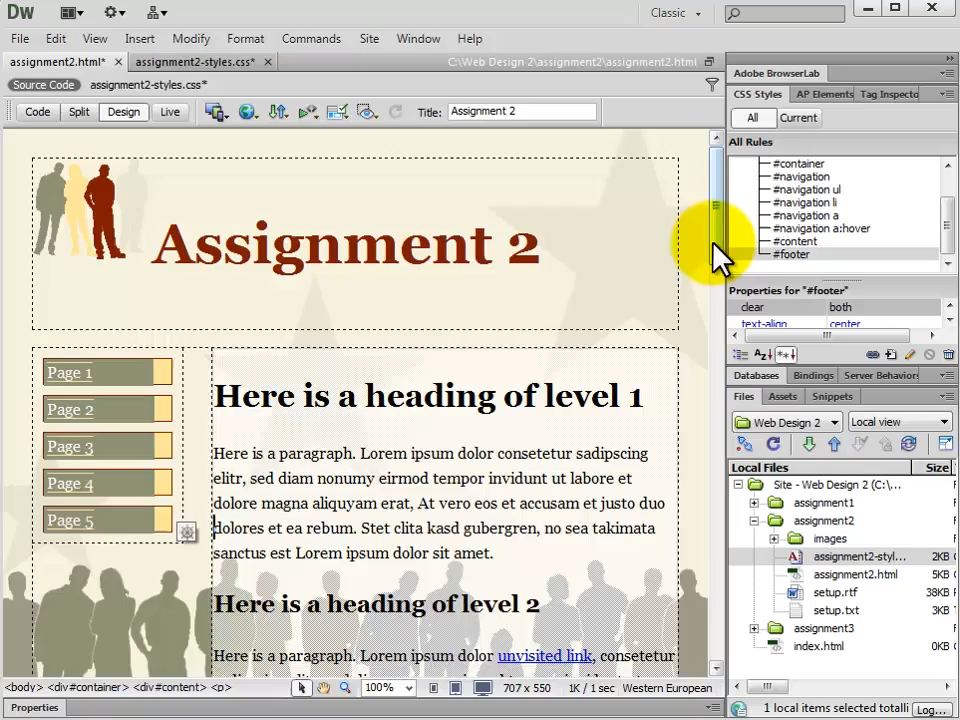 Dw
Classic
File Edit View Insert Modify Format Commands Site Window Help
assignment2.html* × assignment2-styles.css* × C:\Web Design 2\assignment2\assignment2.html
Source Code assignment2-styles.css*
Code Split Design Live Title: Assignment 2
Assignment 2
Page 1
Page 2
Page 3
Page 4
Page 5
Here is a heading of level 1
Here is a paragraph. Lorem ipsum dolor consetetur sadipscing
elitr, sed diam nonumy eirmod tempor invidunt ut labore et
dolore magna aliquyam erat, At vero eos et accusam et justo duo
dolores et ea rebum. Stet clita kasd gubergren, no sea takimata
sanctus est Lorem ipsum dolor sit amet.
Here is a heading of level 2
Here is a paragraph. Lorem ipsum dolor unvisited link, consetetur
<body> <div#container> <div#content> <p> 100% 707 x 550 1K / 1 sec Western European
Properties
Adobe BrowserLab
CSS Styles AP Elements Tag Inspecto
All Current
All Rules
#container
#navigation
#navigation ul
#navigation li
#navigation a
#navigation a:hover
#content
#footer
Properties for "#footer"
clear both
text-align center
Databases Bindings Server Behaviors
Files Assets Snippets
Web Design 2 Local view
Local Files Size
Site - Web Design 2 (C:\...
assignment1
assignment2
images
assignment2-styl... 2KB
assignment2.html 5KB
setup.rtf 38KB
setup.txt 3KB
assignment3
index.html 0KB
1 local items selected totalli Log...